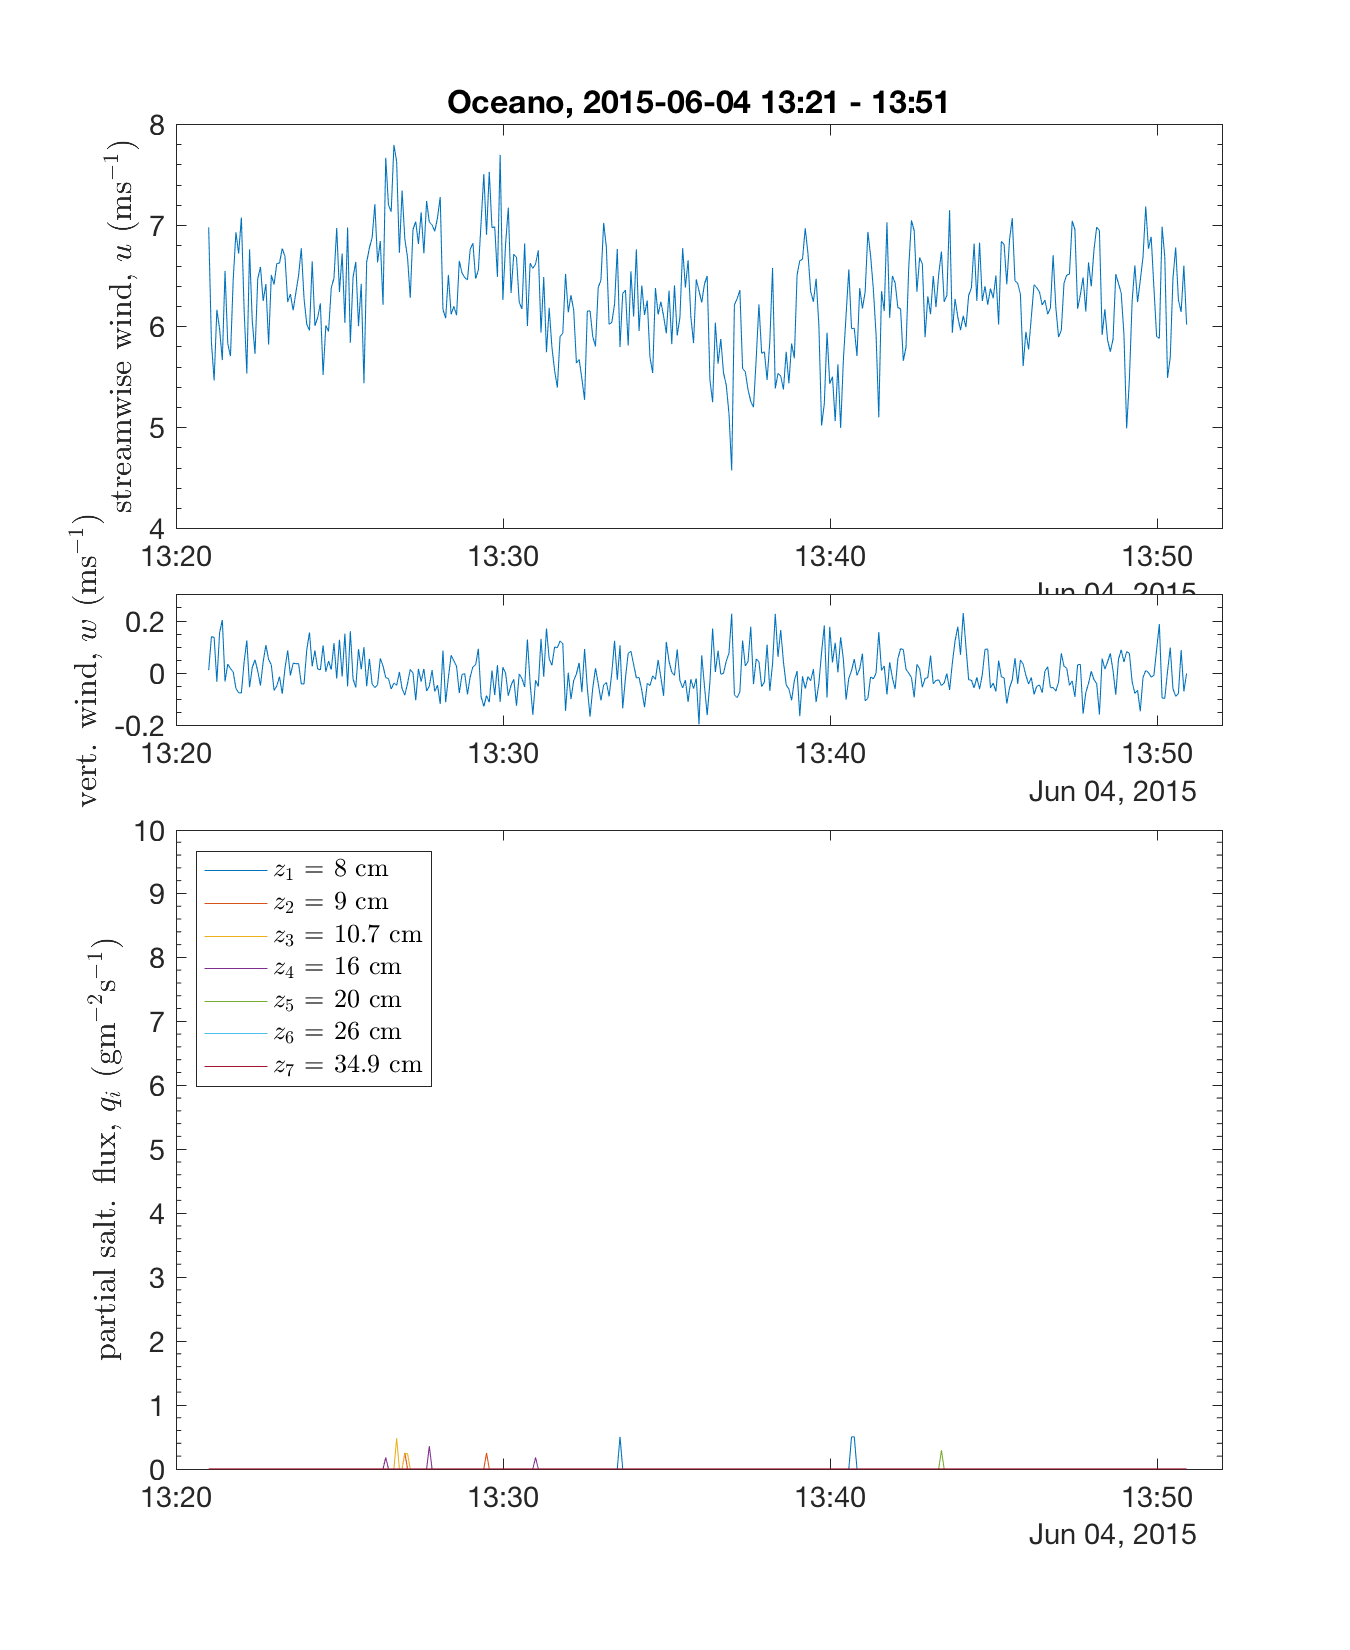 Oceano, 2015-06-04 13:21 - 13:51
streamwise wind, u (ms⁻¹)
8
7
6
5
4
13:20 13:30 13:40 13:50
Jun 04, 2015
vert. wind, w (ms⁻¹)
0.2
0
-0.2
13:20 13:30 13:40 13:50
Jun 04, 2015
partial salt. flux, qᵢ (gm⁻²s⁻¹)
10
9
8
7
6
5
4
3
2
1
0
z₁ = 8 cm
z₂ = 9 cm
z₃ = 10.7 cm
z₄ = 16 cm
z₅ = 20 cm
z₆ = 26 cm
z₇ = 34.9 cm
13:20 13:30 13:40 13:50
Jun 04, 2015